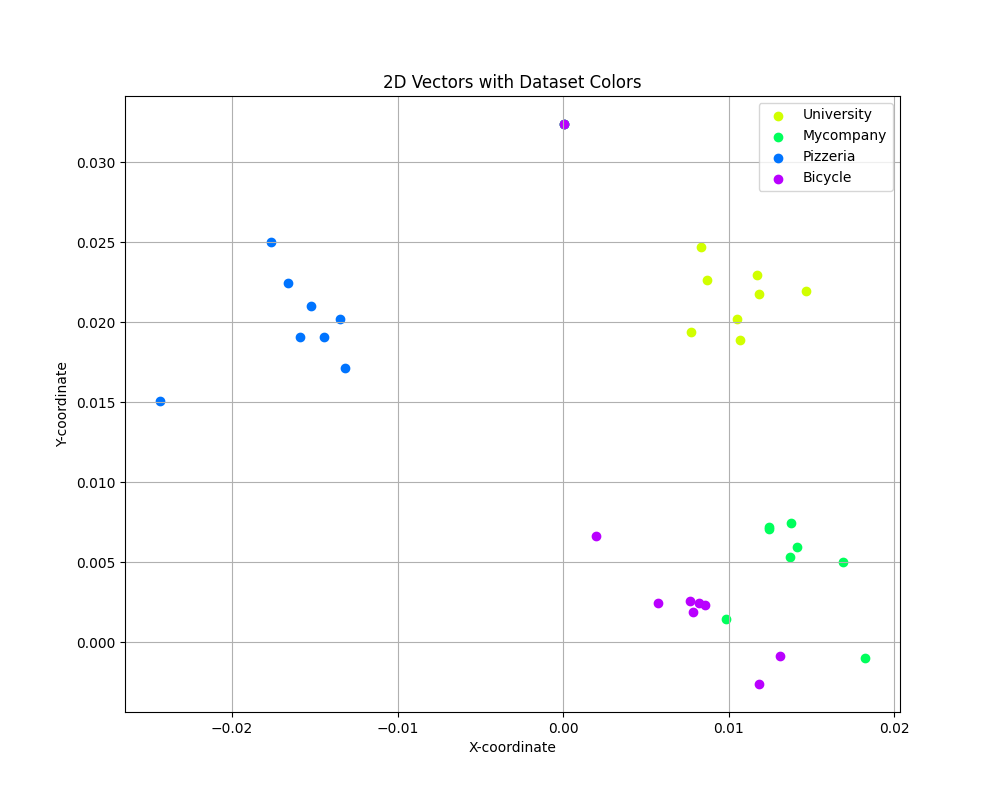 2D Vectors with Dataset Colors
University
Mycompany
Pizzeria
Bicycle
0.030
0.025
0.020
0.015
0.010
0.005
0.000
Y-coordinate
−0.02
−0.01
0.00
0.01
0.02
X-coordinate